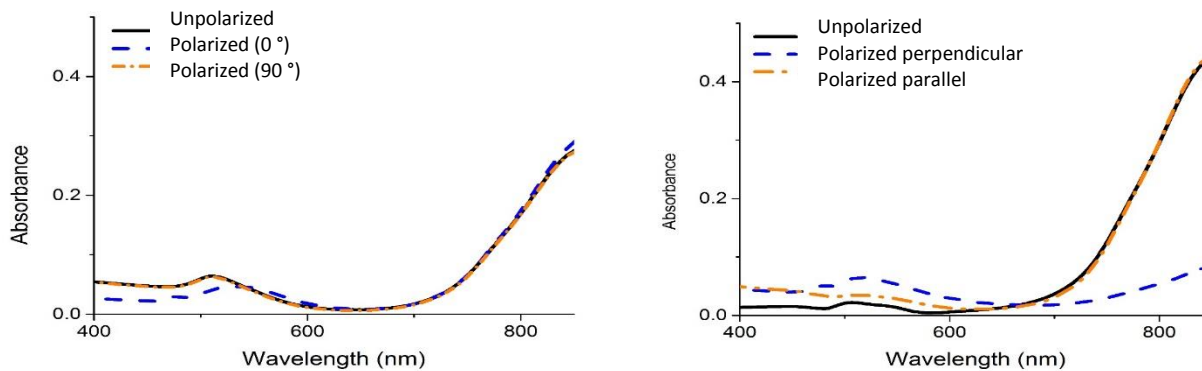 Unpolarized
Polarized (0 °)
Polarized (90 °)
0.4
0.2
0.0
400
600
800
Absorbance
Wavelength (nm)
Unpolarized
Polarized perpendicular
Polarized parallel
0.4
0.2
0.0
400
600
800
Absorbance
Wavelength (nm)